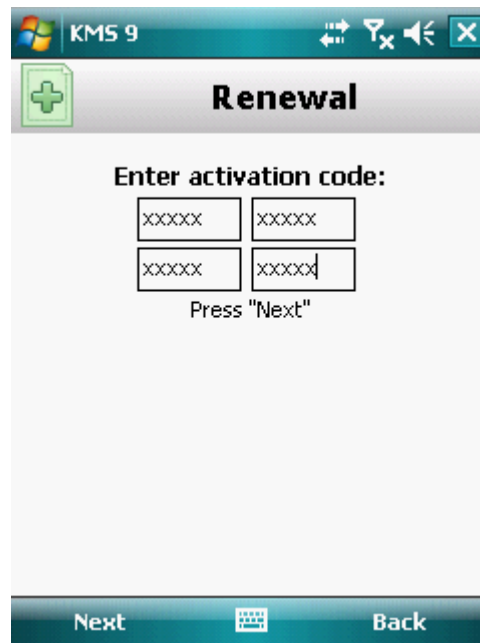 KMS 9
Renewal
Enter activation code:
xxxxx xxxxx
xxxxx xxxxx
Press "Next"
Next Back